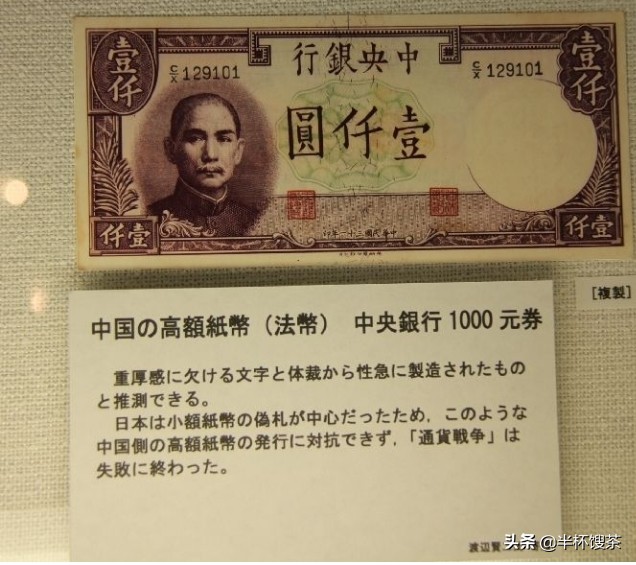 壹仟
行銀央中
壹仟
C/X 129101
C/X 129101
圓仟壹
印年一十三國民華中
仟壹
仟壹
[複製]
中国の高額紙幣(法幣) 中央銀行1000元券
重厚感に欠ける文字と体裁から性急に製造されたもの
と推測できる。
日本は小額紙幣の偽札が中心だったため,このような
中国側の高額紙幣の発行に対抗できず,「通貨戦争」は
失敗に終わった。
渡辺賢
头条 @半杯馊茶